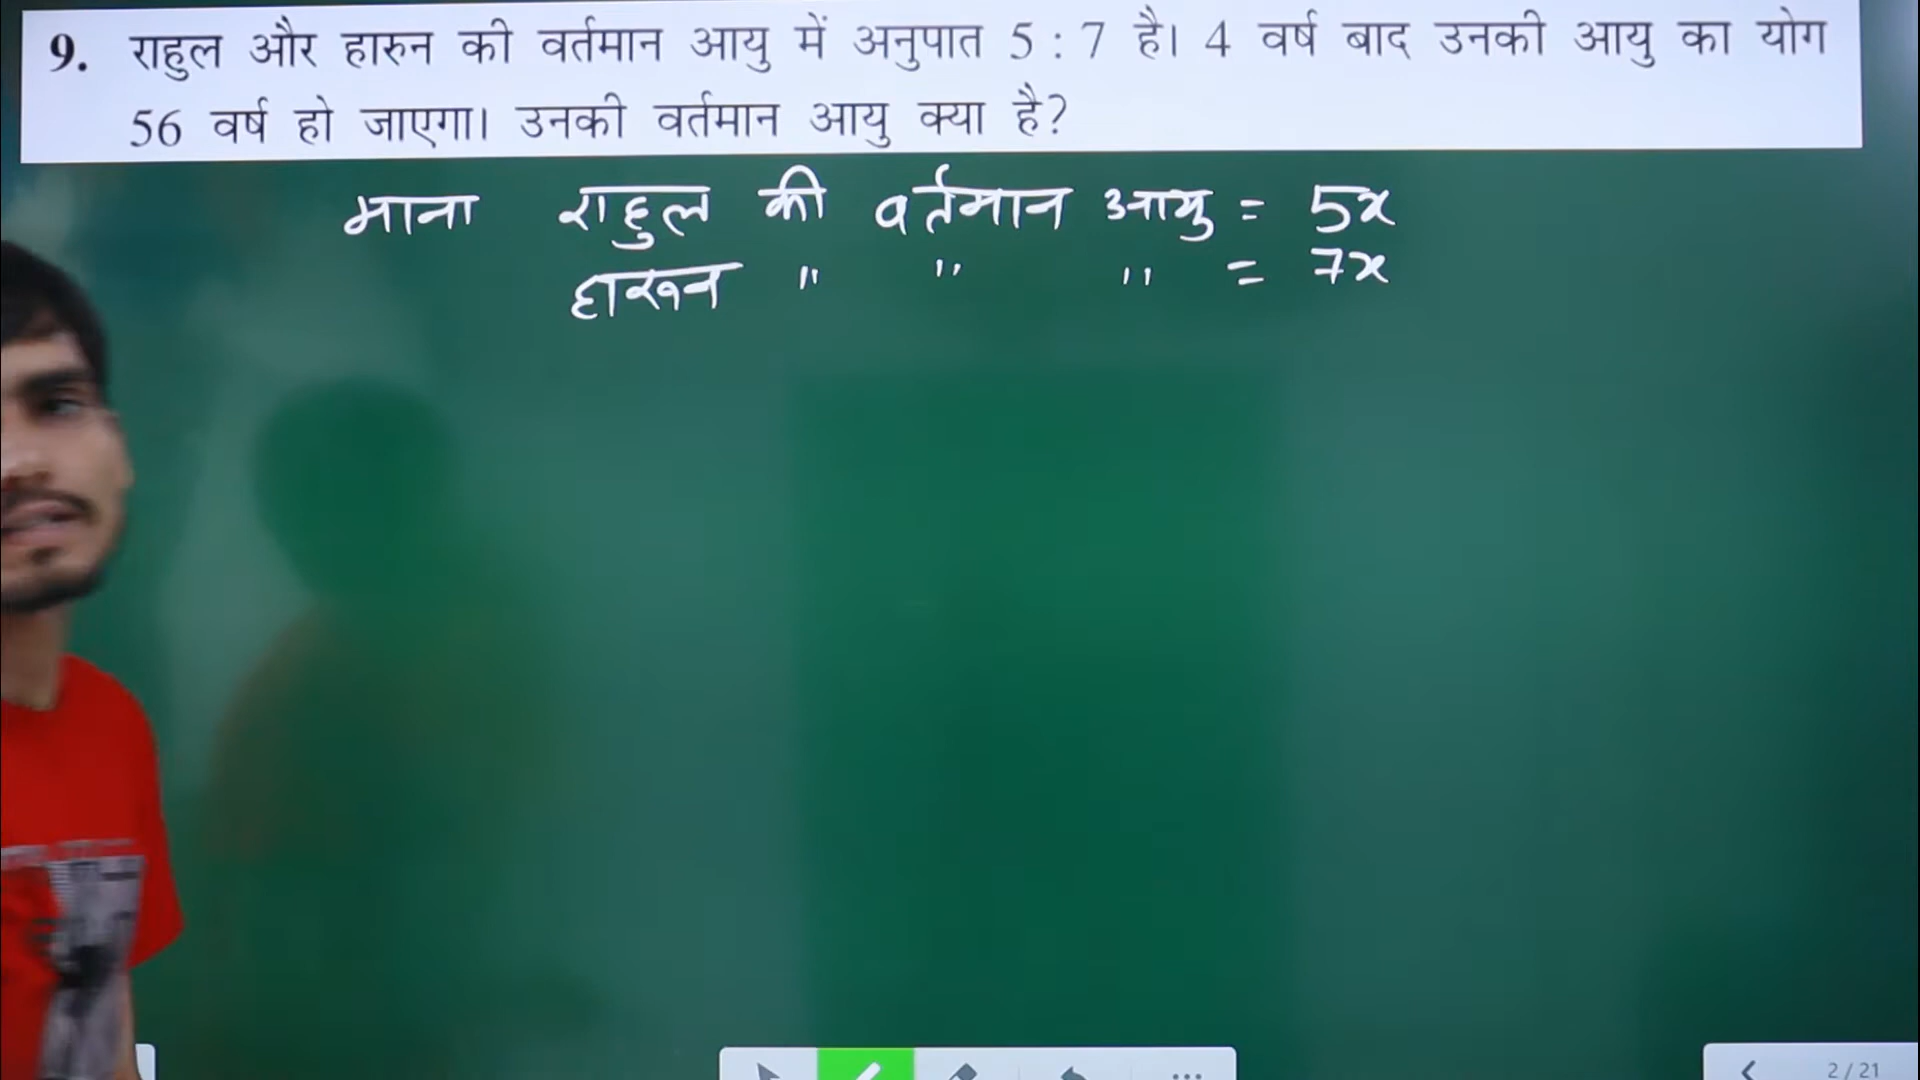 9. राहुल और हारुन की वर्तमान आयु में अनुपात 5 : 7 है। 4 वर्ष बाद उनकी आयु का योग
56 वर्ष हो जाएगा। उनकी वर्तमान आयु क्या है?
माना राहुल की वर्तमान आयु = 5x
हारून " " " = 7x
2/21